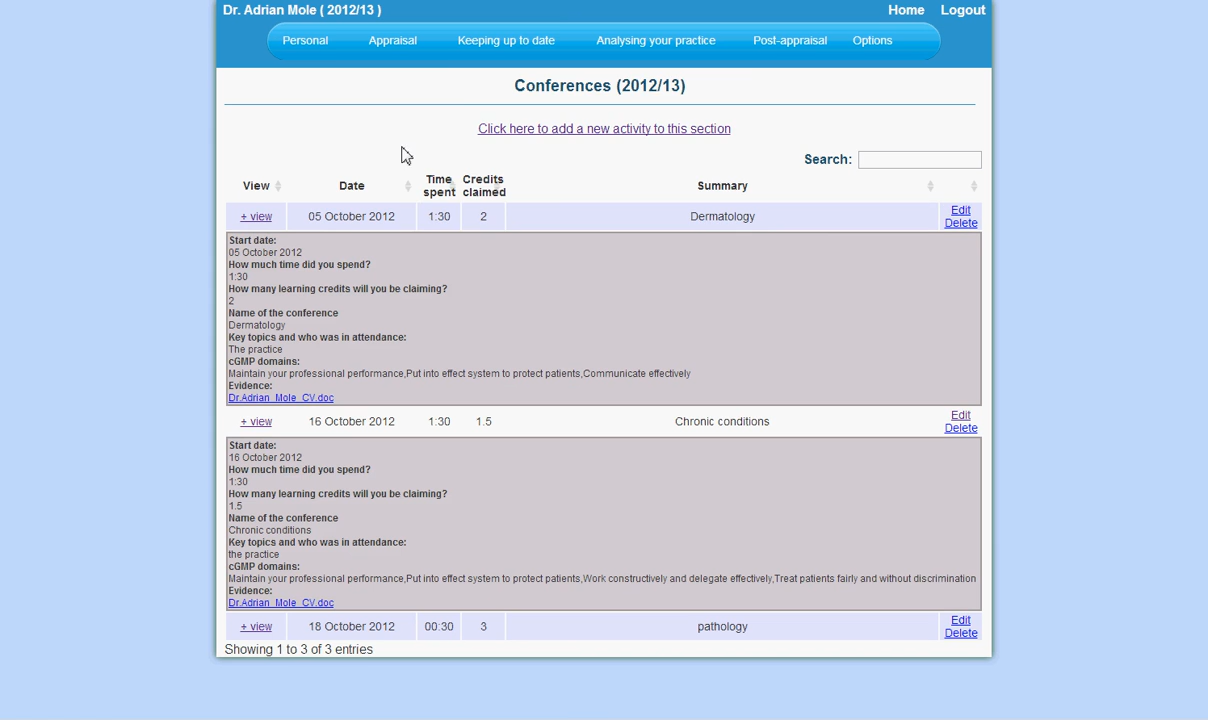 Dr. Adrian Mole ( 2012/13 ) Home Logout
Personal Appraisal Keeping up to date Analysing your practice Post-appraisal Options
Conferences (2012/13)
Click here to add a new activity to this section
Search:
View Date Time spent Credits claimed Summary
+ view 05 October 2012 1:30 2 Dermatology Edit Delete
Start date:
05 October 2012
How much time did you spend?
1:30
How many learning credits will you be claiming?
2
Name of the conference
Dermatology
Key topics and who was in attendance:
The practice
cGMP domains:
Maintain your professional performance,Put into effect system to protect patients,Communicate effectively
Evidence:
Dr.Adrian_Mole_CV.doc
+ view 16 October 2012 1:30 1.5 Chronic conditions Edit Delete
Start date:
16 October 2012
How much time did you spend?
1:30
How many learning credits will you be claiming?
1.5
Name of the conference
Chronic conditions
Key topics and who was in attendance:
the practice
cGMP domains:
Maintain your professional performance,Put into effect system to protect patients,Work constructively and delegate effectively,Treat patients fairly and without discrimination
Evidence:
Dr.Adrian_Mole_CV.doc
+ view 18 October 2012 00:30 3 pathology Edit Delete
Showing 1 to 3 of 3 entries